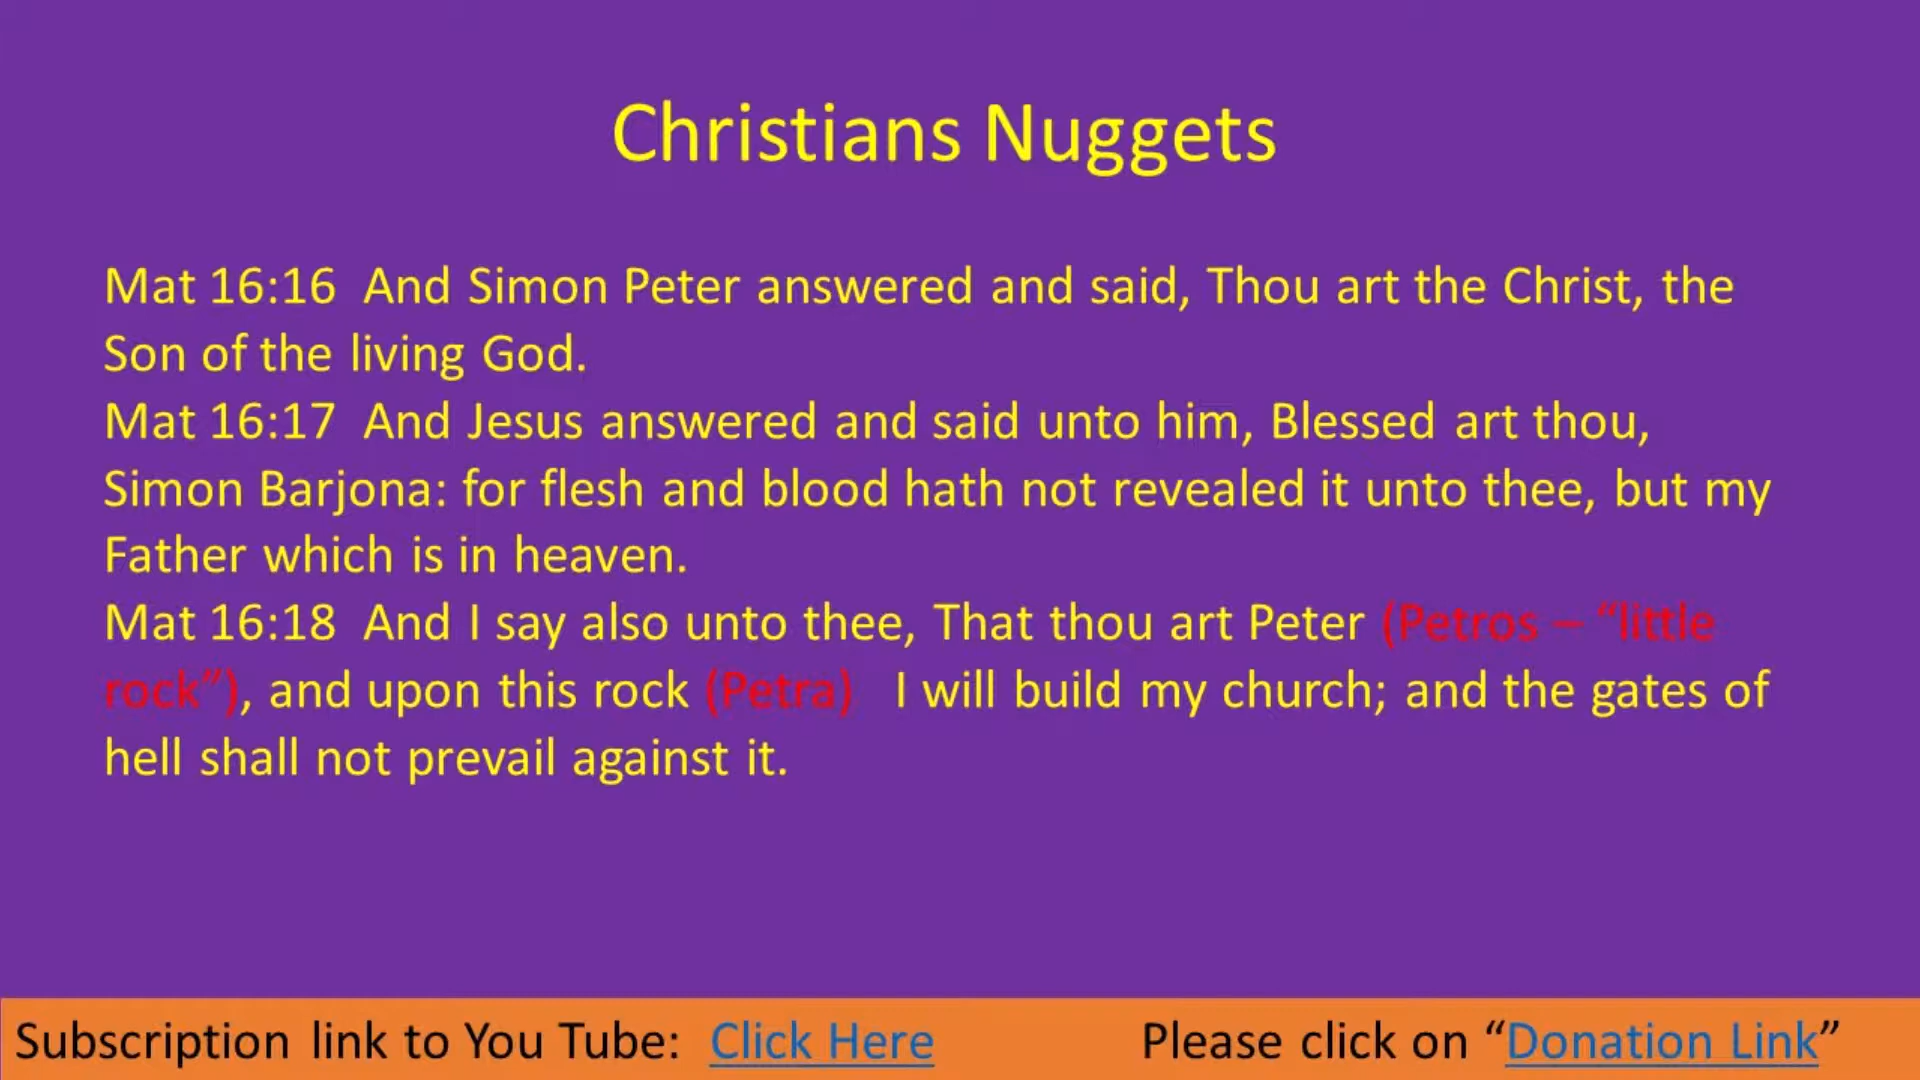 Christians Nuggets
Mat 16:16  And Simon Peter answered and said, Thou art the Christ, the
Son of the living God.
Mat 16:17  And Jesus answered and said unto him, Blessed art thou,
Simon Barjona: for flesh and blood hath not revealed it unto thee, but my
Father which is in heaven.
Mat 16:18  And I say also unto thee, That thou art Peter (Petros – “little
rock”), and upon this rock (Petra)   I will build my church; and the gates of
hell shall not prevail against it.
Subscription link to You Tube:  Click Here  Please click on “Donation Link”